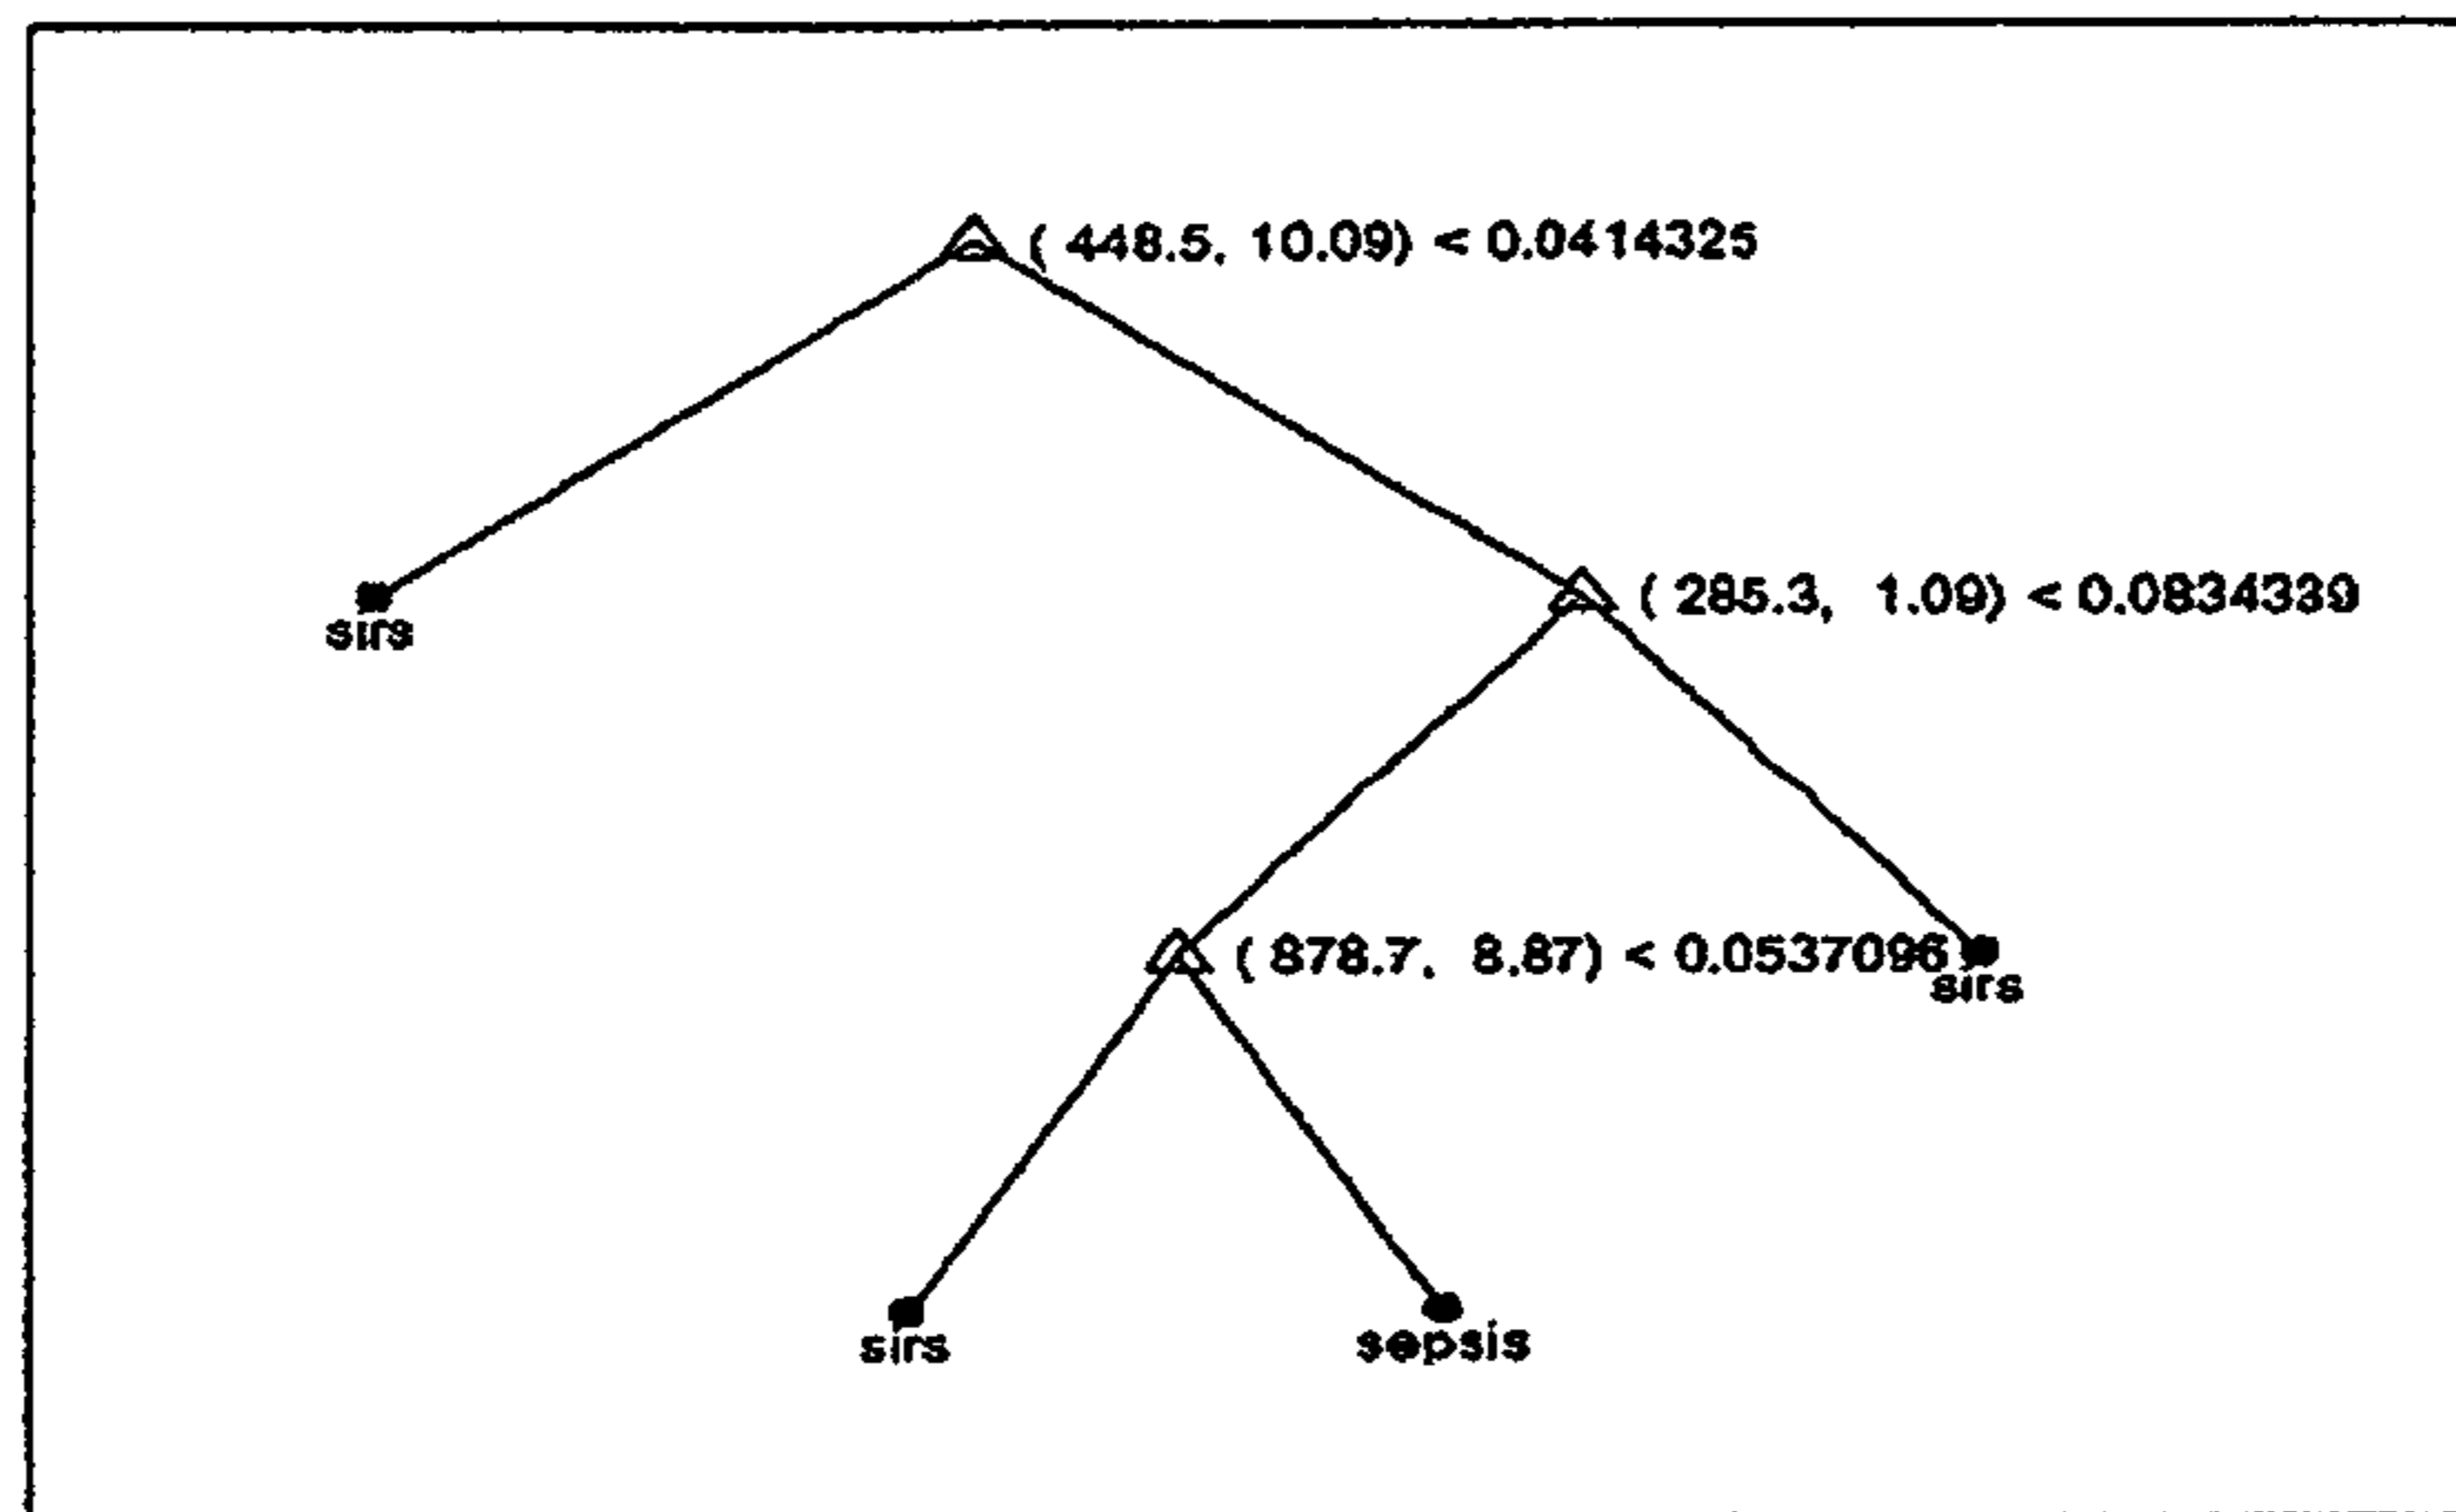 ( 448.5, 10.09) < 0.0414325
sirs
( 285.3, 1.09) < 0.0834339
( 878.7, 8.87) < 0.0537096
sirs
sirs
sepsis